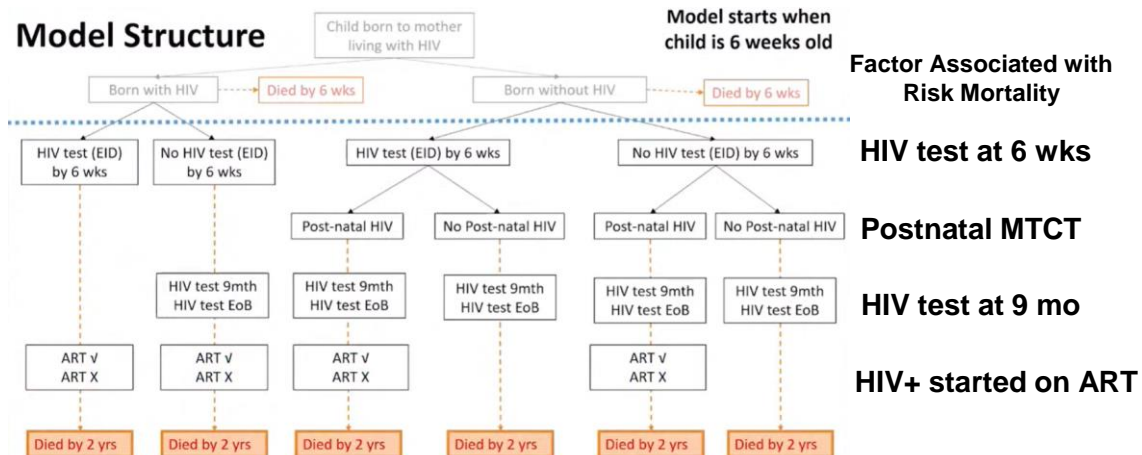 Model Structure
Child born to mother
living with HIV
Model starts when
child is 6 weeks old
Factor Associated with
Risk Mortality
Born with HIV
Died by 6 wks
Born without HIV
Died by 6 wks
HIV test (EID)
by 6 wks
No HIV test (EID)
by 6 wks
HIV test (EID) by 6 wks
No HIV test (EID) by 6 wks
HIV test at 6 wks
Post-natal HIV
No Post-natal HIV
Post-natal HIV
No Post-natal HIV
Postnatal MTCT
HIV test 9mth
HIV test EoB
HIV test 9mth
HIV test EoB
HIV test 9mth
HIV test EoB
HIV test 9mth
HIV test EoB
HIV test 9mth
HIV test EoB
HIV test at 9 mo
ART √
ART X
ART √
ART X
ART √
ART X
ART √
ART X
HIV+ started on ART
Died by 2 yrs
Died by 2 yrs
Died by 2 yrs
Died by 2 yrs
Died by 2 yrs
Died by 2 yrs